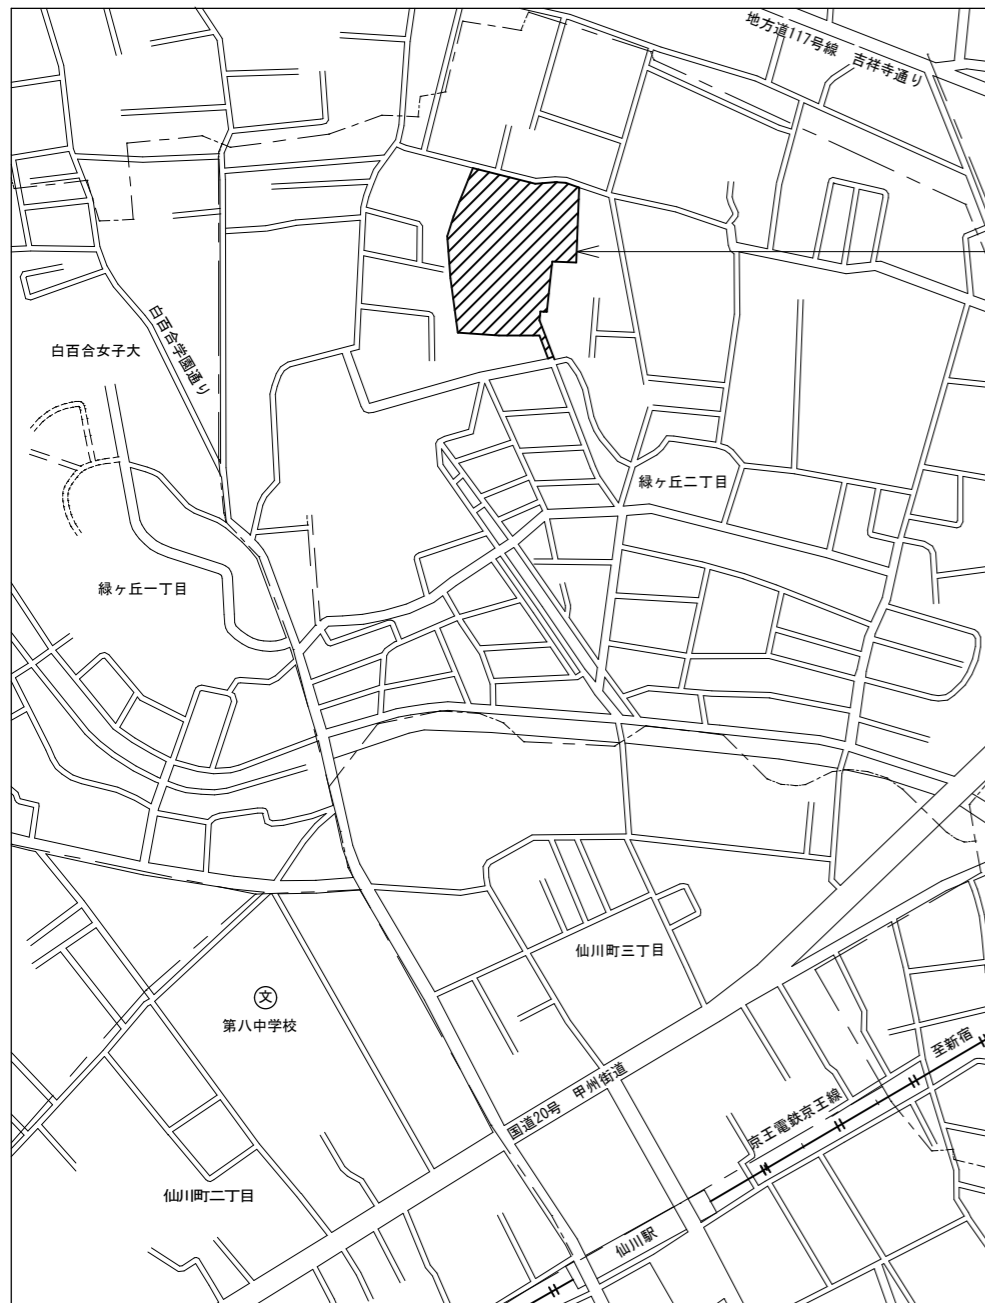 地方道117号線 吉祥寺通り
白百合学園通り
白百合女子大
緑ヶ丘二丁目
緑ヶ丘一丁目
仙川町三丁目
文
第八中学校
国道20号 甲州街道
京王電鉄京王線
至新宿
仙川町二丁目
仙川駅